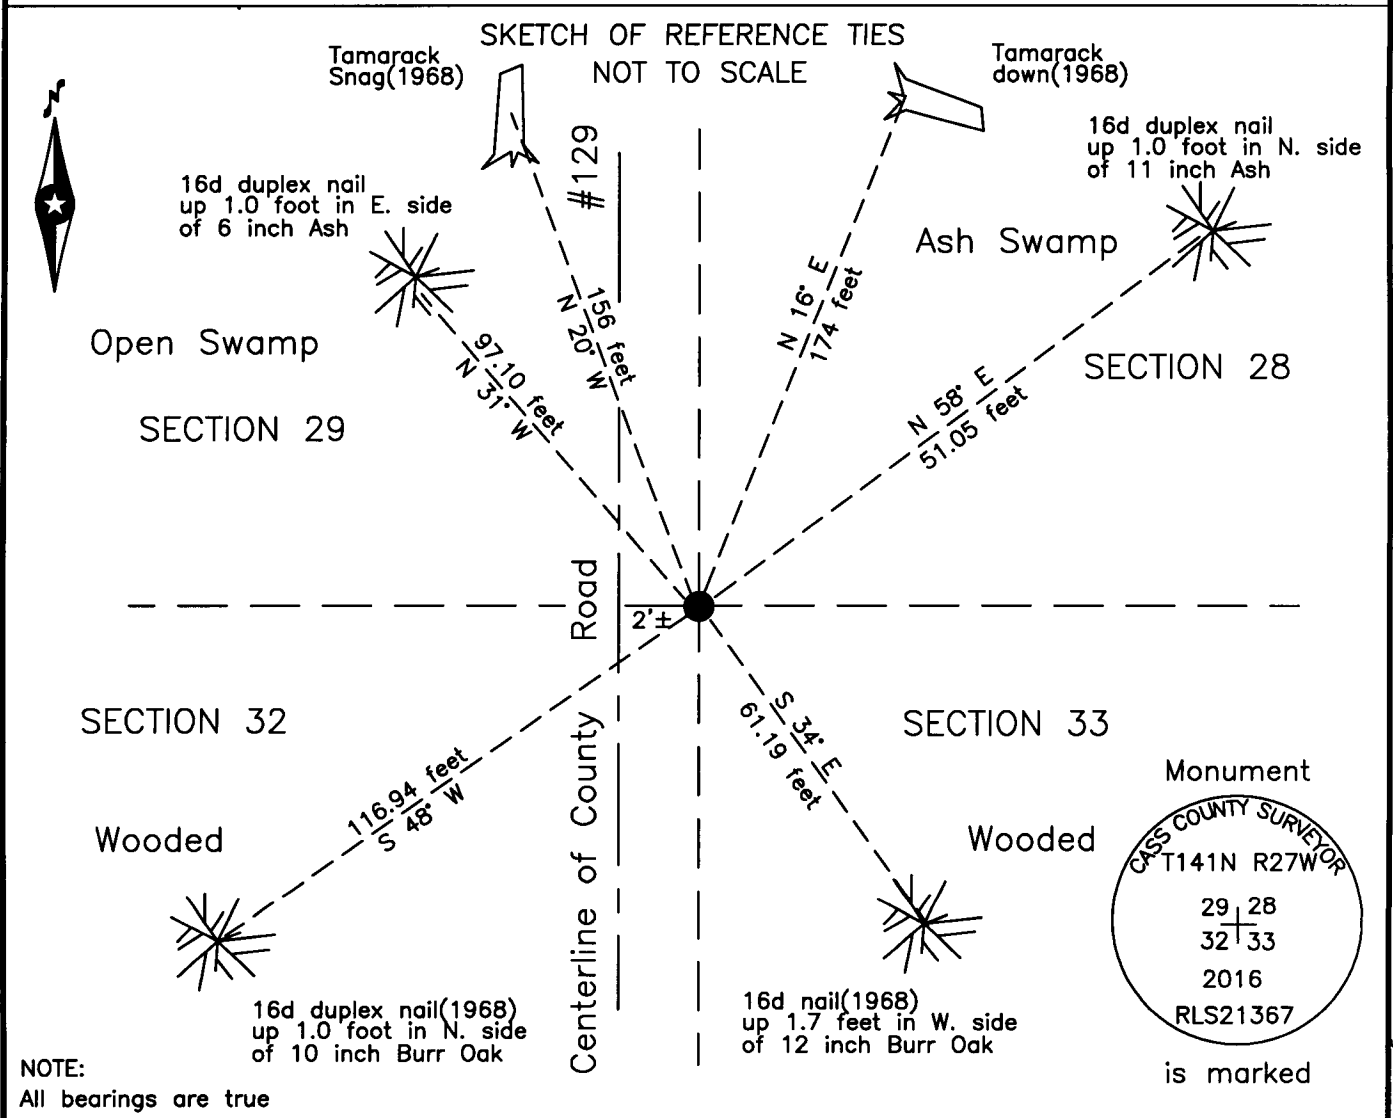 SKETCH OF REFERENCE TIES
NOT TO SCALE
N
Tamarack
Snag(1968)
Tamarack
down(1968)
16d duplex nail
up 1.0 foot in E. side
of 6 inch Ash
16d duplex nail
up 1.0 foot in N. side
of 11 inch Ash
#129
Ash Swamp
Open Swamp
SECTION 29
SECTION 28
97.10 feet
N 31° W
156 feet
N 20° W
N 16° E
174 feet
N 58° E
51.05 feet
Centerline of County Road
2'±
SECTION 32
SECTION 33
116.94 feet
S 48° W
S 34° E
61.19 feet
Wooded
Wooded
Monument
CASS COUNTY SURVEYOR
T141N R27W
29 28
32 33
2016
RLS21367
is marked
16d duplex nail(1968)
up 1.0 foot in N. side
of 10 inch Burr Oak
16d nail(1968)
up 1.7 feet in W. side
of 12 inch Burr Oak
NOTE:
All bearings are true